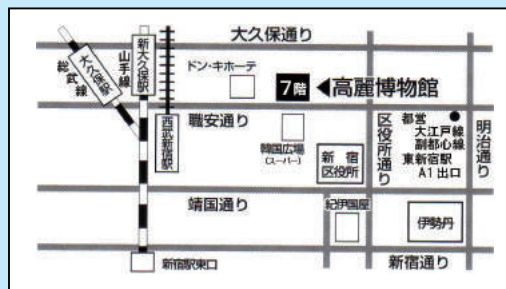 大久保通り
総武線
大久保駅
山手線
新大久保駅
ドン・キホーテ
7階 ◀高麗博物館
西武新宿駅
職安通り
韓国広場
(スーパー)
新宿
区役所
区役所通り
都営
大江戸線
副都心線
東新宿駅
A1出口
明治通り
靖国通り
紀伊国屋
伊勢丹
新宿駅東口
新宿通り